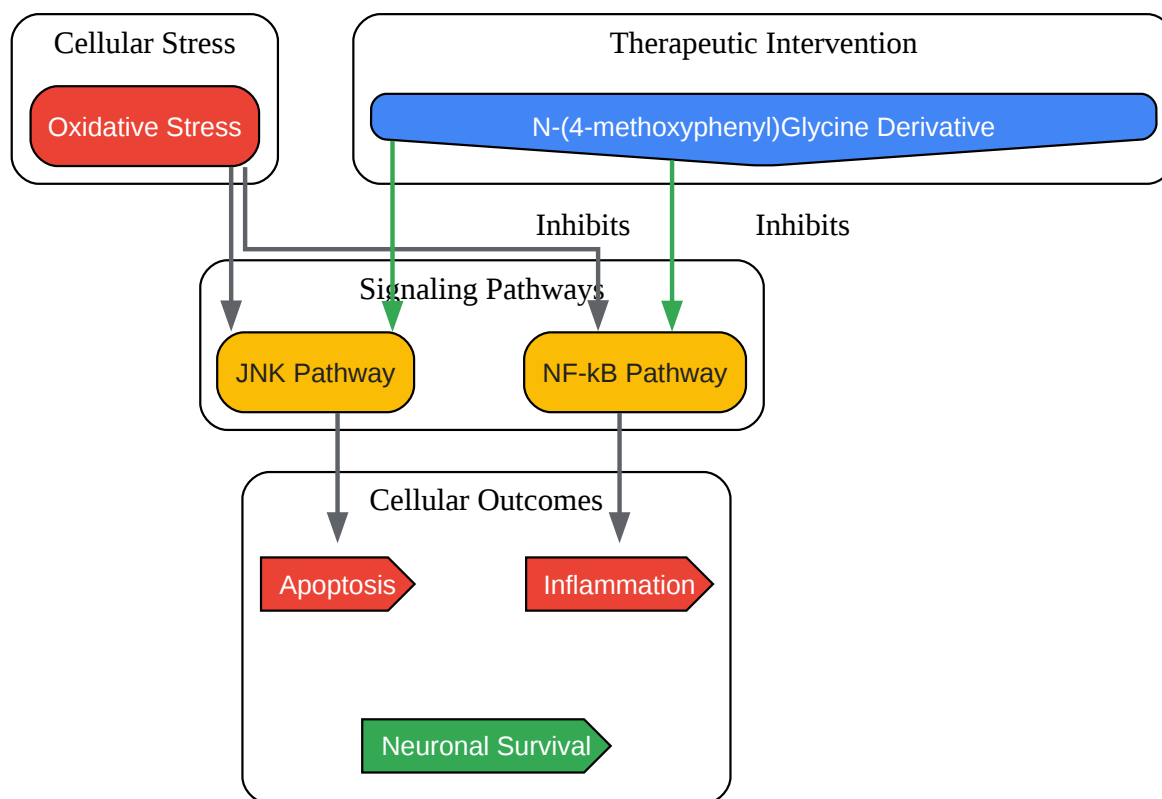 Cellular Stress
Therapeutic Intervention
Oxidative Stress
N-(4-methoxyphenyl)Glycine Derivative
Inhibits
Inhibits
Signaling Pathways
JNK Pathway
NF-kB Pathway
Cellular Outcomes
Apoptosis
Inflammation
Neuronal Survival